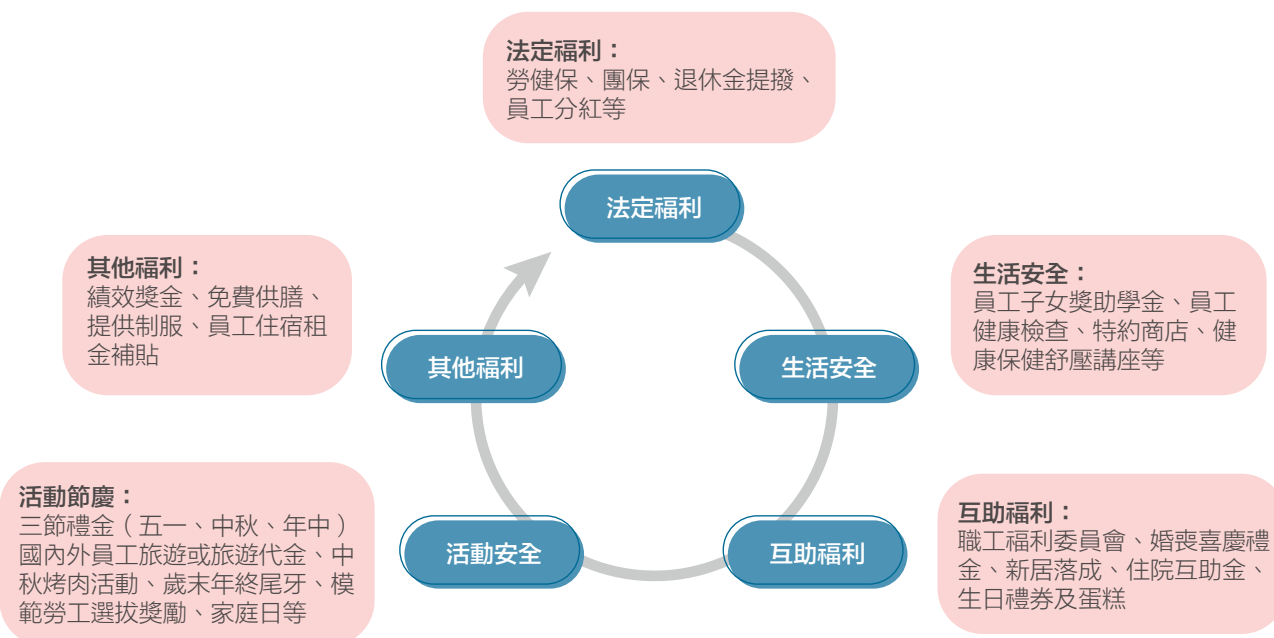 法定福利：
勞健保、團保、退休金提撥、
員工分紅等
法定福利
其他福利：
績效獎金、免費供膳、
提供制服、員工住宿租
金補貼
生活安全：
員工子女獎助學金、員工
健康檢查、特約商店、健
康保健舒壓講座等
其他福利
生活安全
活動節慶：
三節禮金（五一、中秋、年中）
國內外員工旅遊或旅遊代金、中
秋烤肉活動、歲末年終尾牙、模
範勞工選拔獎勵、家庭日等
活動安全
互助福利
互助福利：
職工福利委員會、婚喪喜慶禮
金、新居落成、住院互助金、
生日禮券及蛋糕